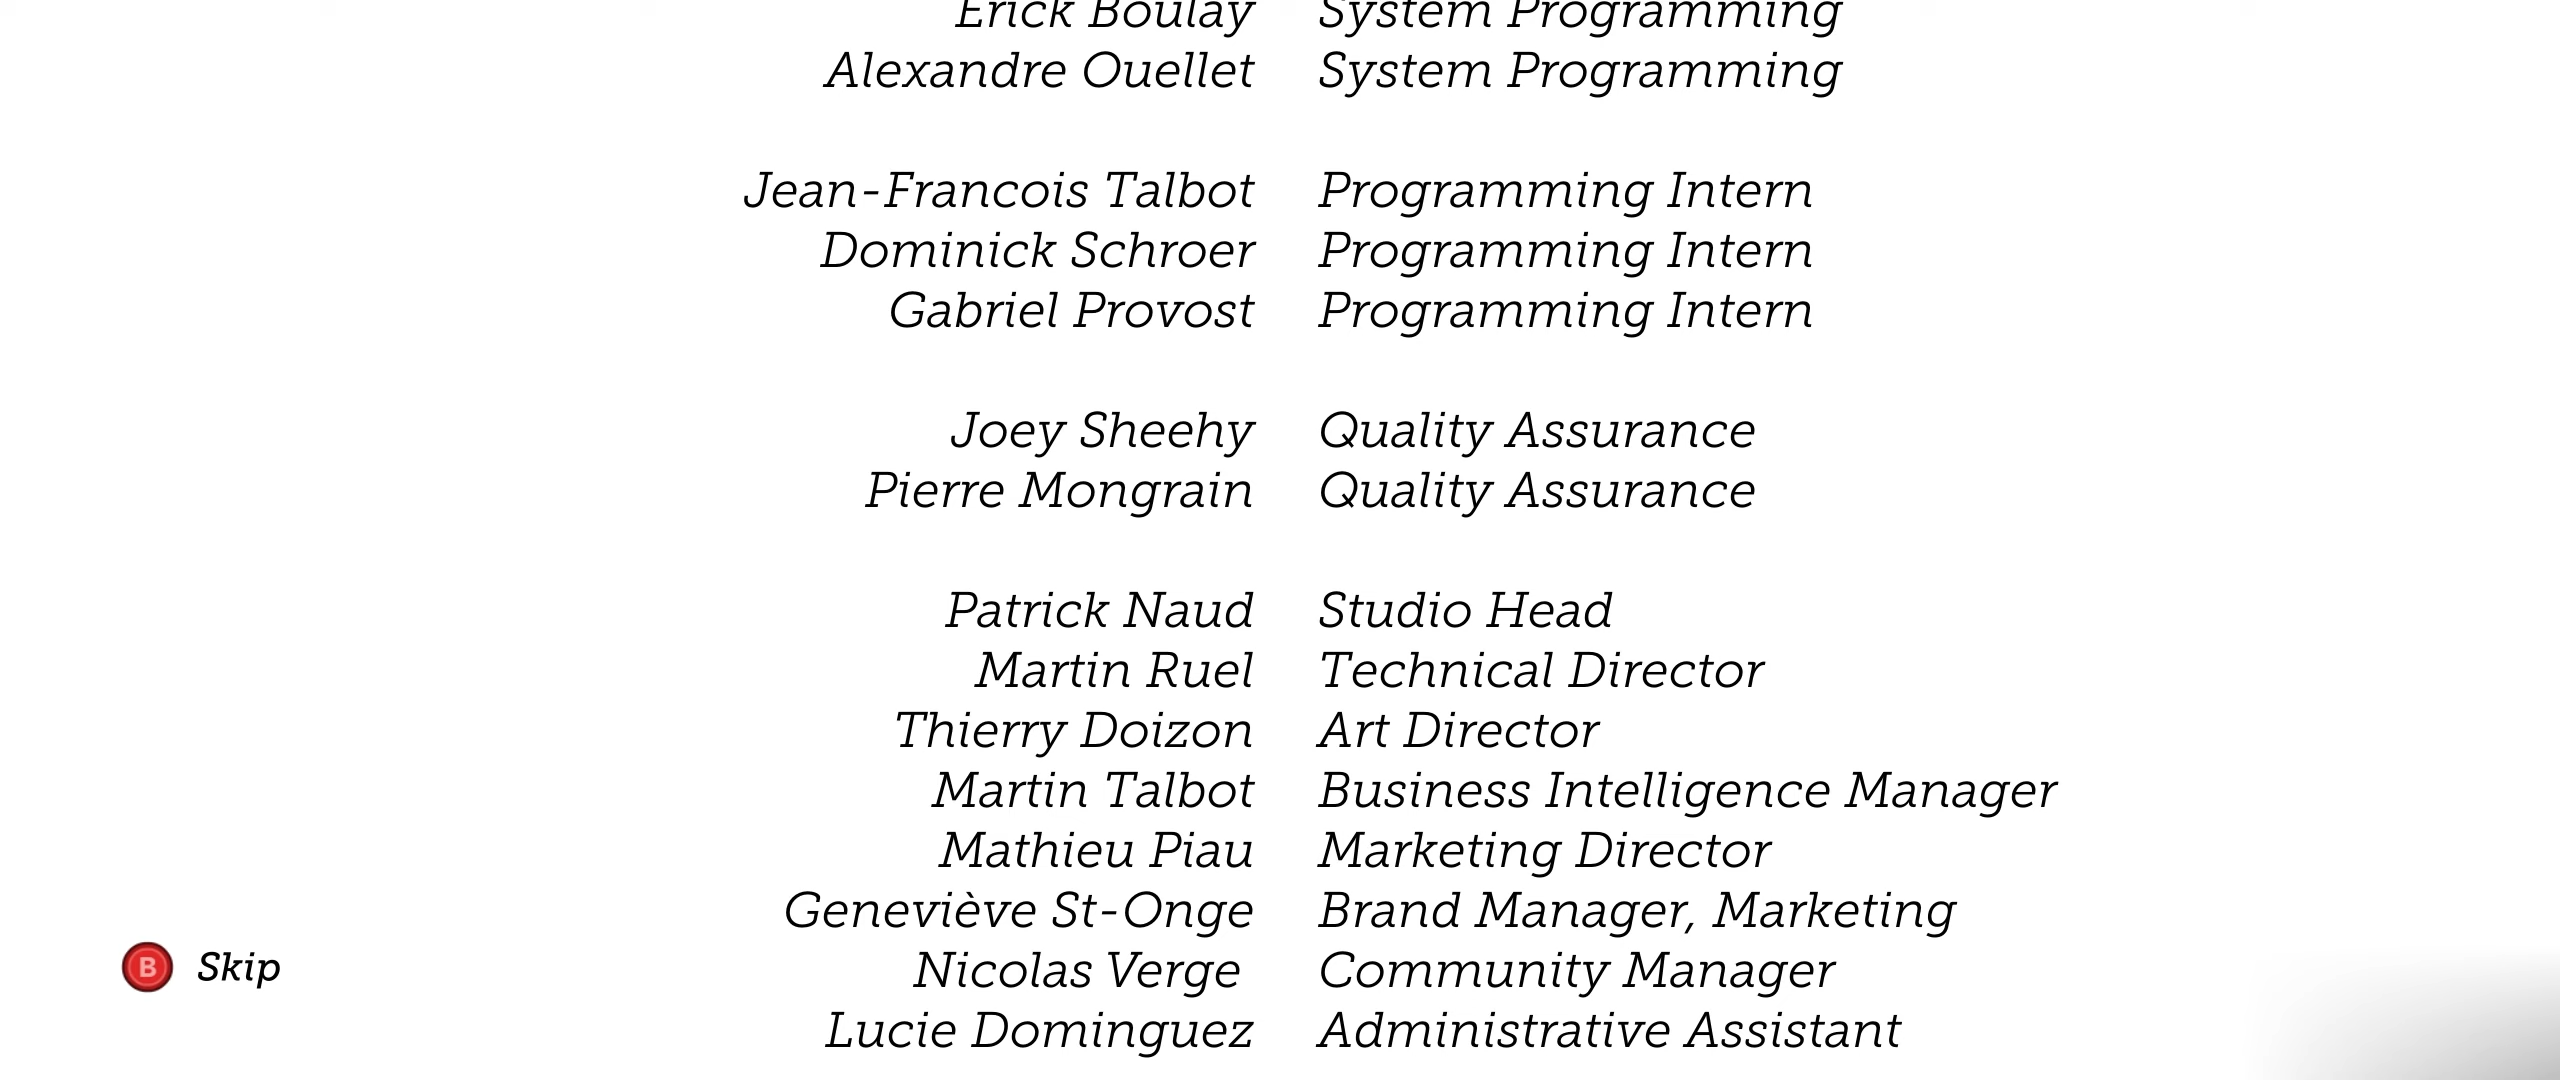 Erick Boulay System Programming
Alexandre Ouellet System Programming
Jean-Francois Talbot Programming Intern
Dominick Schroer Programming Intern
Gabriel Provost Programming Intern
Joey Sheehy Quality Assurance
Pierre Mongrain Quality Assurance
Patrick Naud Studio Head
Martin Ruel Technical Director
Thierry Doizon Art Director
Martin Talbot Business Intelligence Manager
Mathieu Piau Marketing Director
Geneviève St-Onge Brand Manager, Marketing
Nicolas Verge Community Manager
B Skip
Lucie Dominguez Administrative Assistant